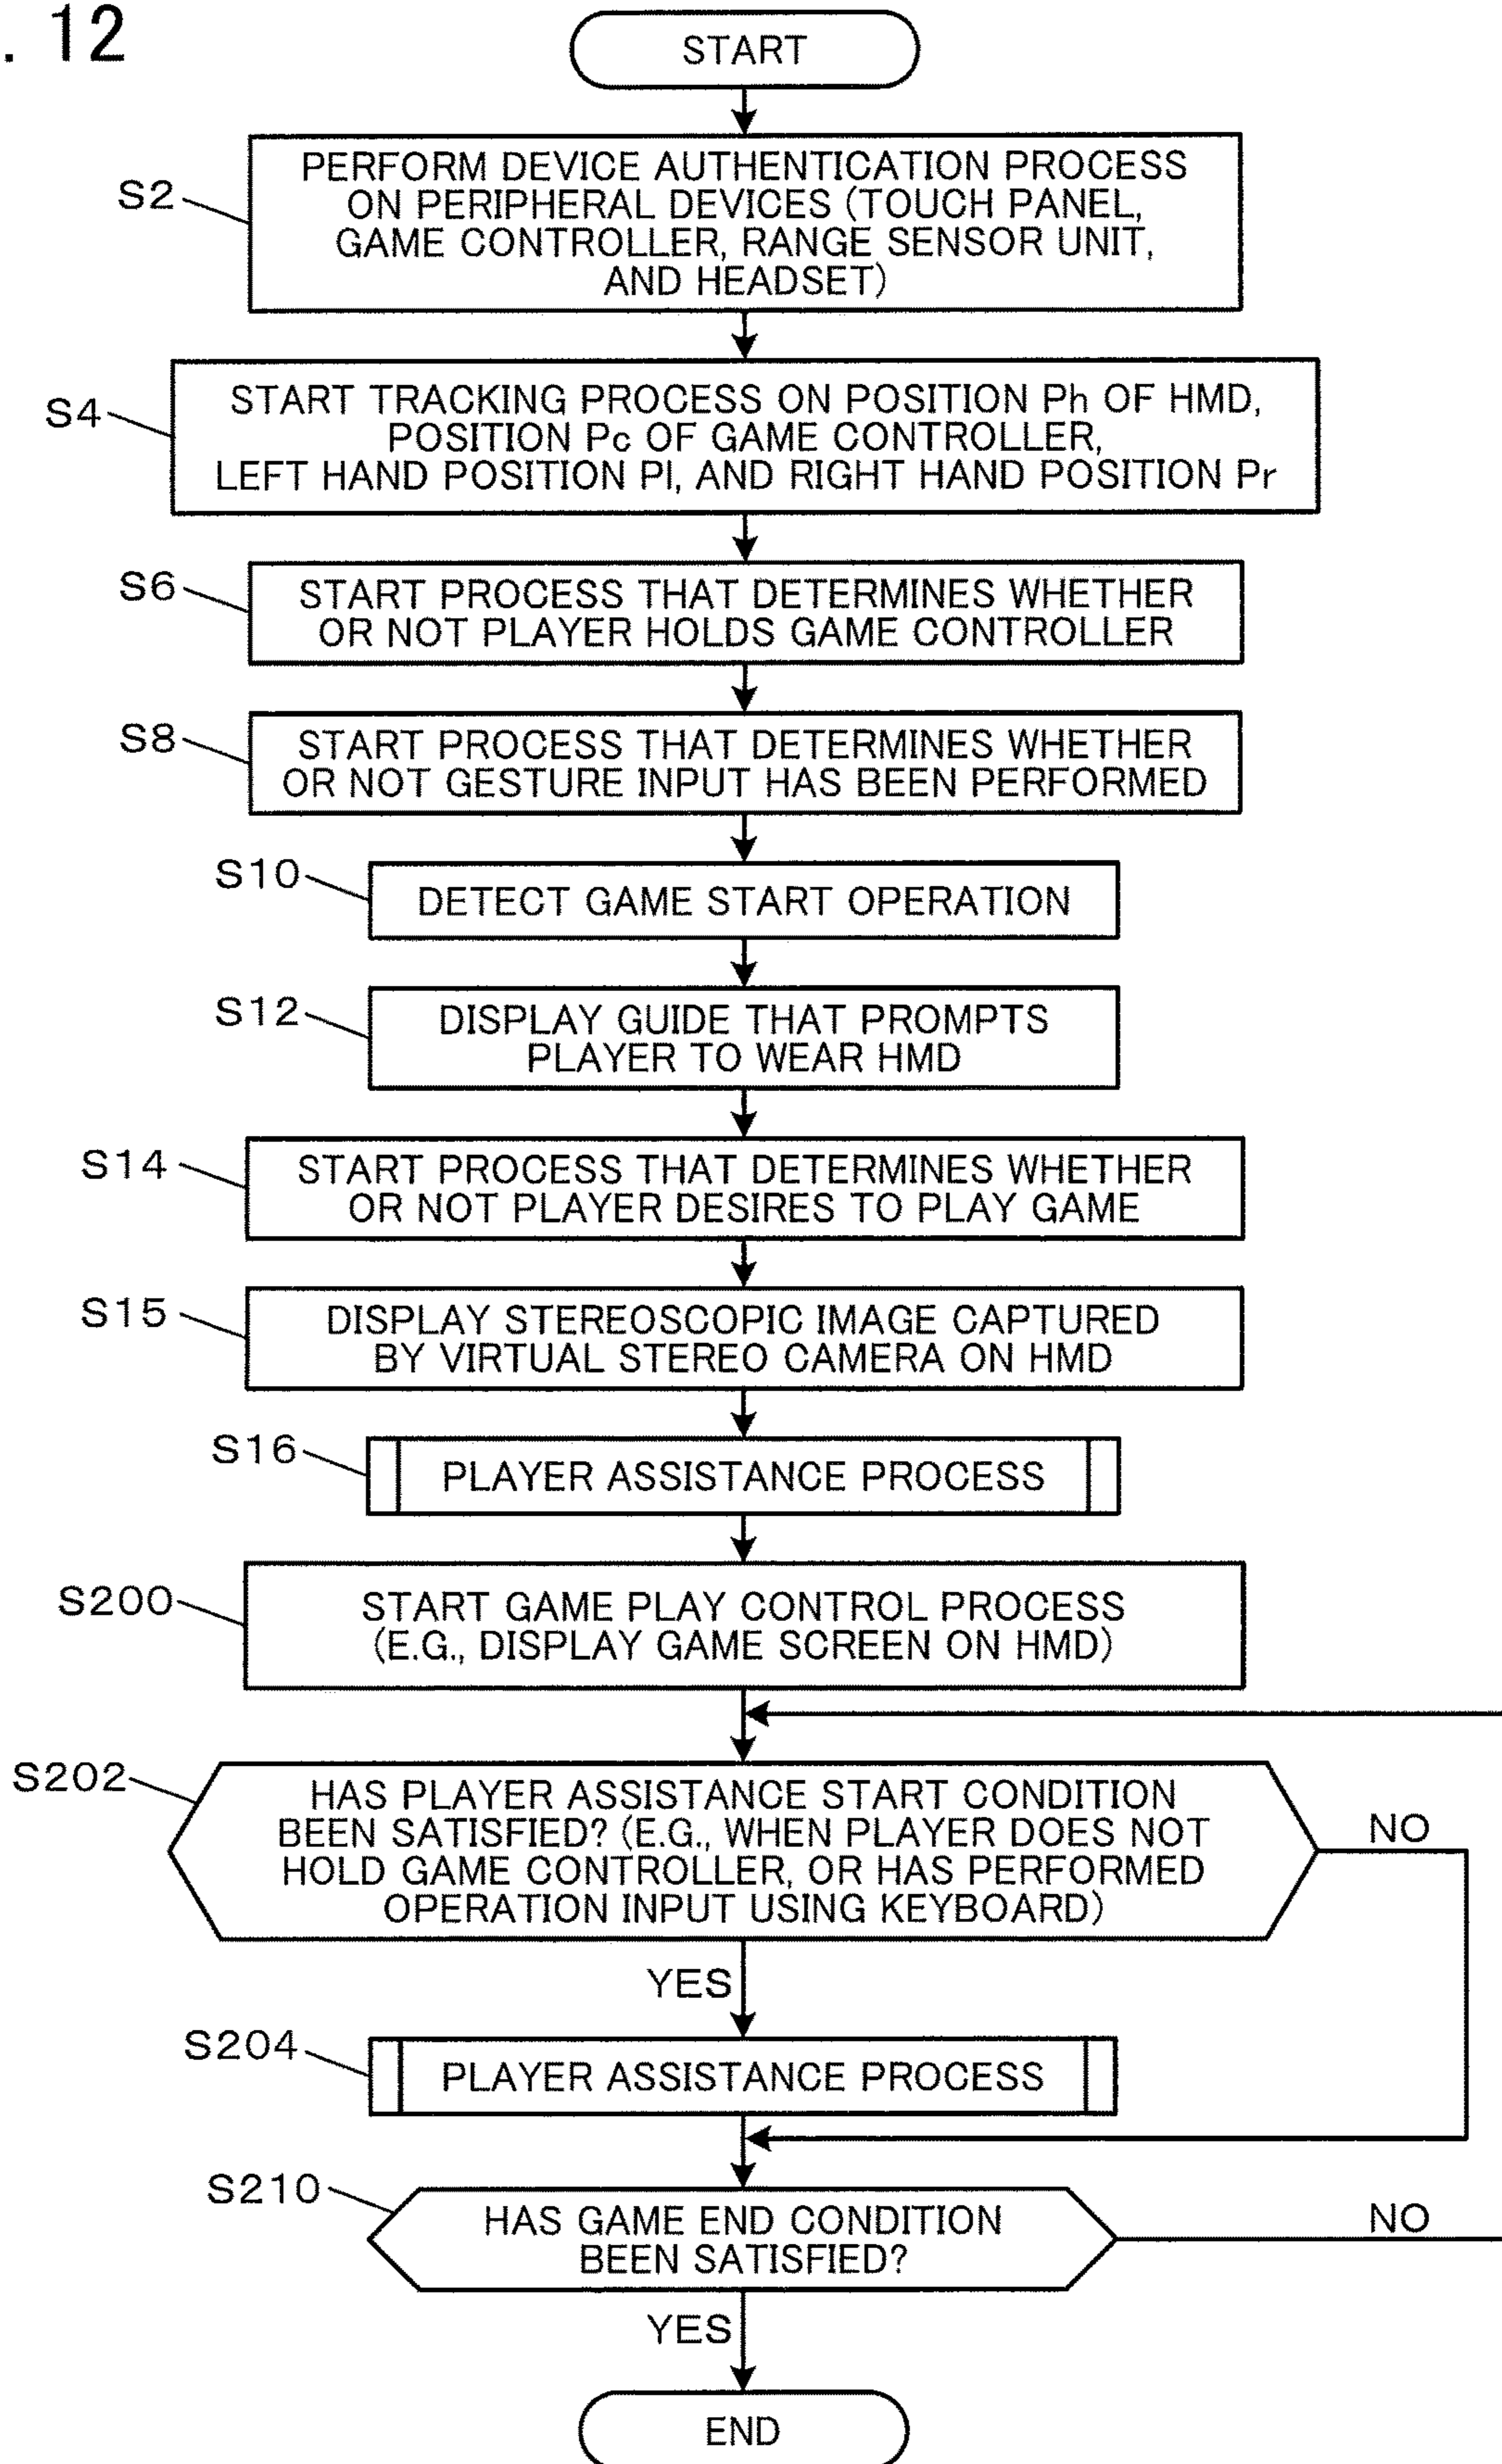 . 12
START
S2
PERFORM DEVICE AUTHENTICATION PROCESS
ON PERIPHERAL DEVICES (TOUCH PANEL,
GAME CONTROLLER, RANGE SENSOR UNIT,
AND HEADSET)
S4
START TRACKING PROCESS ON POSITION Ph OF HMD,
POSITION Pc OF GAME CONTROLLER,
LEFT HAND POSITION Pl, AND RIGHT HAND POSITION Pr
S6
START PROCESS THAT DETERMINES WHETHER
OR NOT PLAYER HOLDS GAME CONTROLLER
S8
START PROCESS THAT DETERMINES WHETHER
OR NOT GESTURE INPUT HAS BEEN PERFORMED
S10
DETECT GAME START OPERATION
S12
DISPLAY GUIDE THAT PROMPTS
PLAYER TO WEAR HMD
S14
START PROCESS THAT DETERMINES WHETHER
OR NOT PLAYER DESIRES TO PLAY GAME
S15
DISPLAY STEREOSCOPIC IMAGE CAPTURED
BY VIRTUAL STEREO CAMERA ON HMD
S16
PLAYER ASSISTANCE PROCESS
S200
START GAME PLAY CONTROL PROCESS
(E.G., DISPLAY GAME SCREEN ON HMD)
S202
HAS PLAYER ASSISTANCE START CONDITION
BEEN SATISFIED? (E.G., WHEN PLAYER DOES NOT
HOLD GAME CONTROLLER, OR HAS PERFORMED
OPERATION INPUT USING KEYBOARD)
NO
YES
S204
PLAYER ASSISTANCE PROCESS
S210
HAS GAME END CONDITION
BEEN SATISFIED?
NO
YES
END